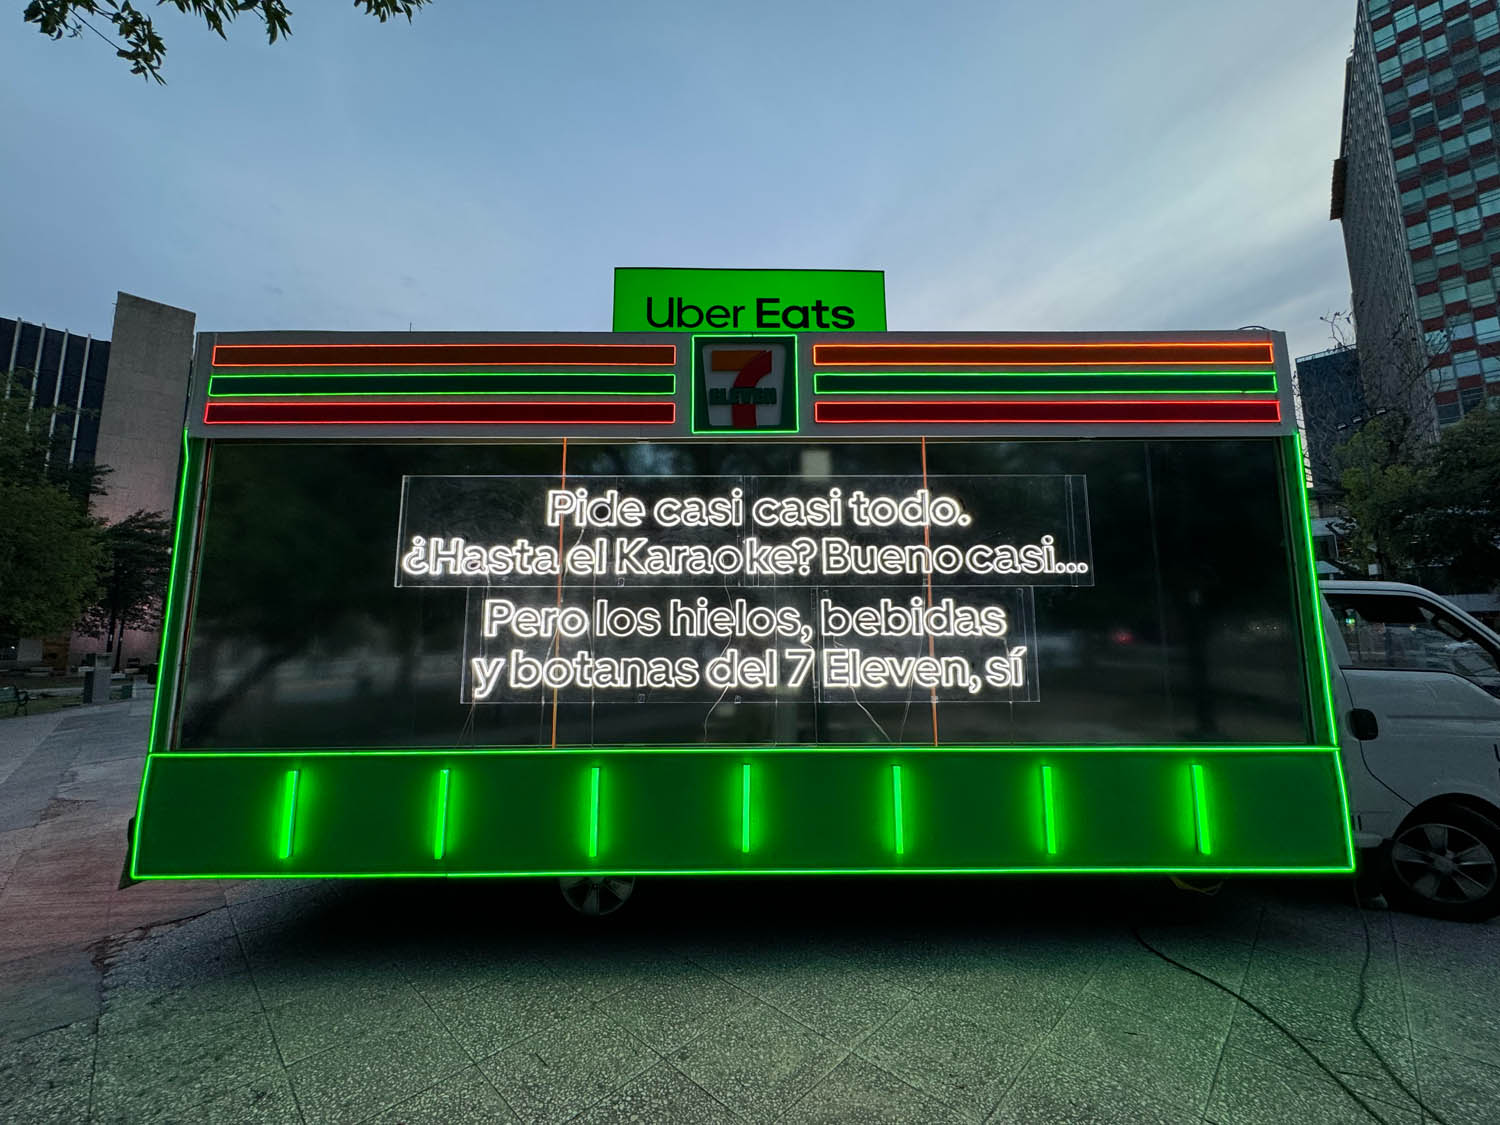 Uber Eats
7
ELEVEN
Pide casi casi todo.
¿Hasta el Karaoke? Bueno casi...
Pero los hielos, bebidas
y botanas del 7 Eleven, sí